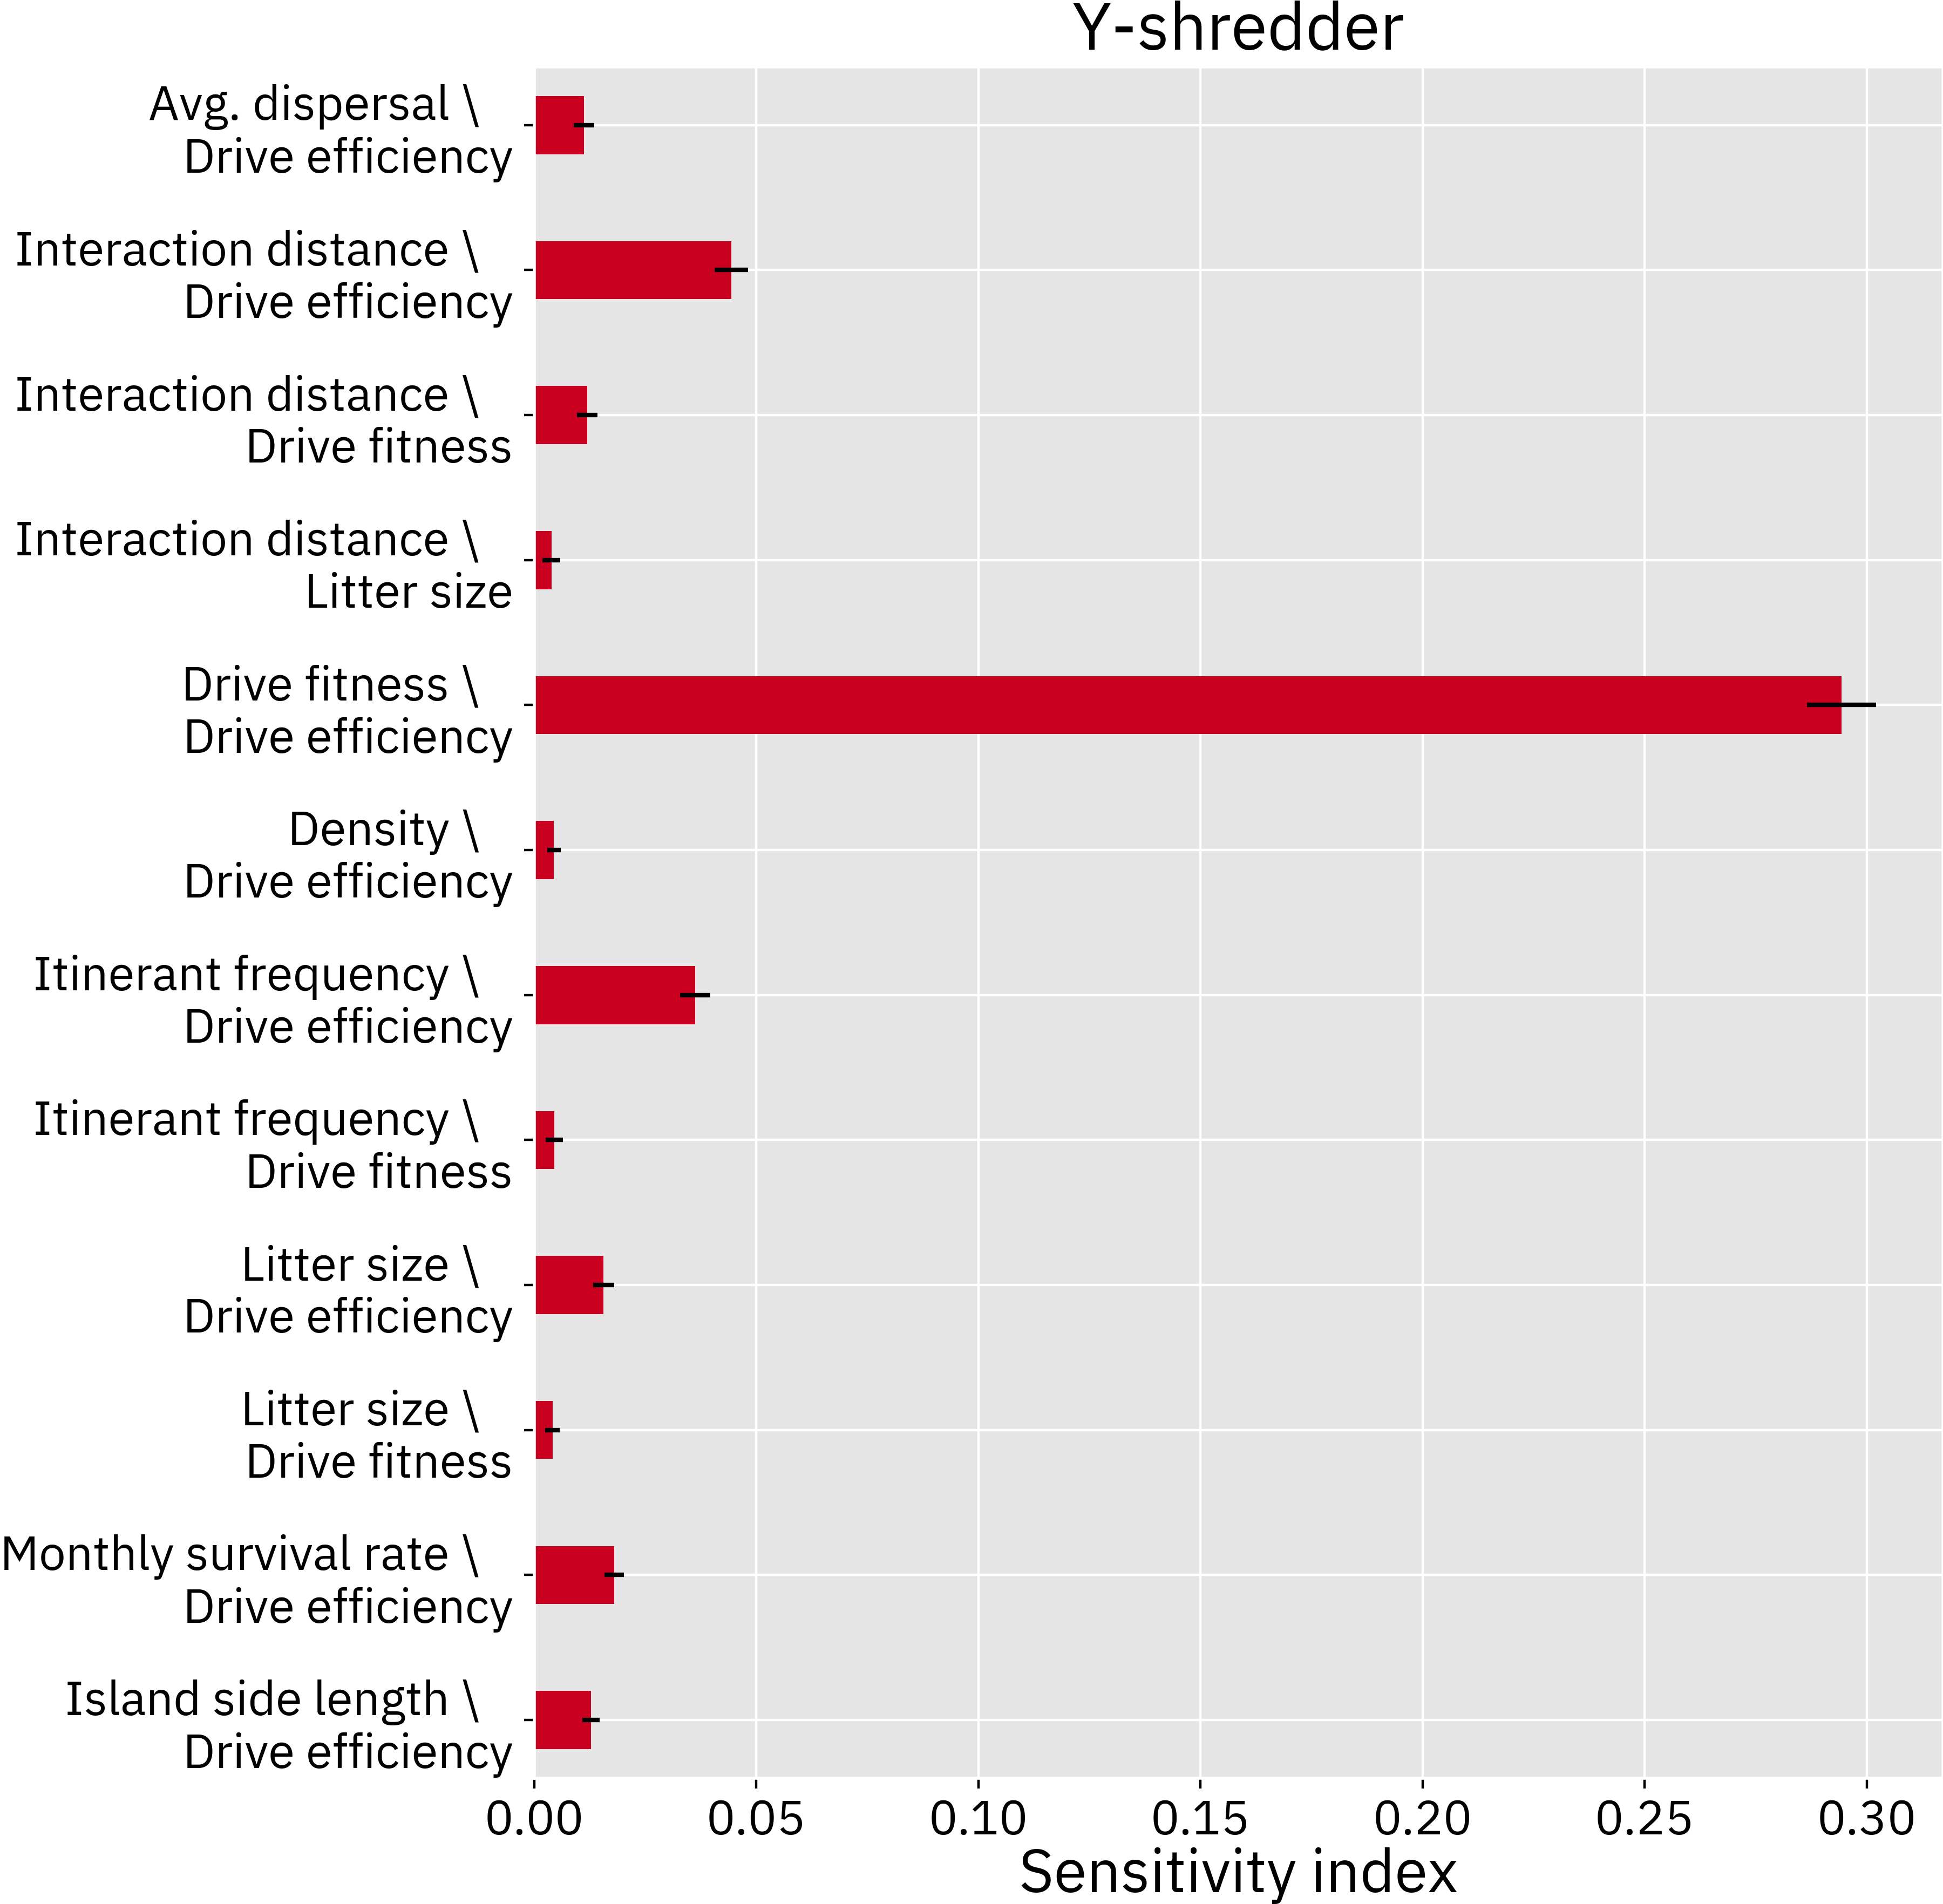 Y-shredder
Avg. dispersal \
Drive efficiency
Interaction distance \
Drive efficiency
Interaction distance \
Drive fitness
Interaction distance \
Litter size
Drive fitness \
Drive efficiency
Density \
Drive efficiency
Itinerant frequency \
Drive efficiency
Itinerant frequency \
Drive fitness
Litter size \
Drive efficiency
Litter size \
Drive fitness
Monthly survival rate \
Drive efficiency
Island side length \
Drive efficiency
0.00 0.05 0.10 0.15 0.20 0.25 0.30
Sensitivity index